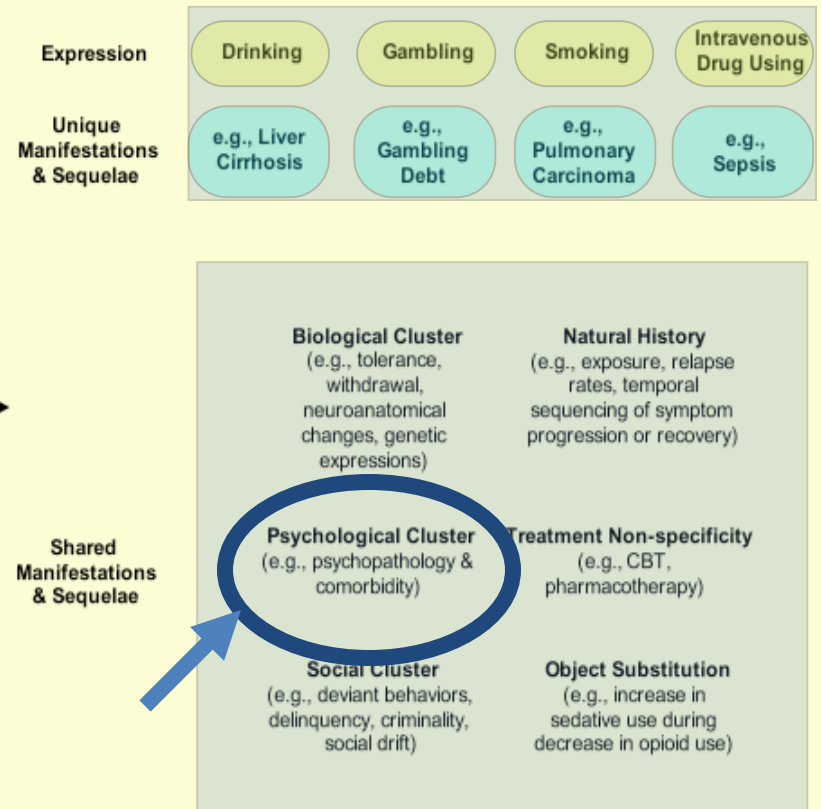 Expression
Drinking
Gambling
Smoking
Intravenous
Drug Using
Unique
Manifestations
& Sequelae
e.g., Liver
Cirrhosis
e.g.,
Gambling
Debt
e.g.,
Pulmonary
Carcinoma
e.g.,
Sepsis
Shared
Manifestations
& Sequelae
Biological Cluster
(e.g., tolerance,
withdrawal,
neuroanatomical
changes, genetic
expressions)
Natural History
(e.g., exposure, relapse
rates, temporal
sequencing of symptom
progression or recovery)
Psychological Cluster
(e.g., psychopathology &
comorbidity)
Treatment Non-specificity
(e.g., CBT,
pharmacotherapy)
Social Cluster
(e.g., deviant behaviors,
delinquency, criminality,
social drift)
Object Substitution
(e.g., increase in
sedative use during
decrease in opioid use)